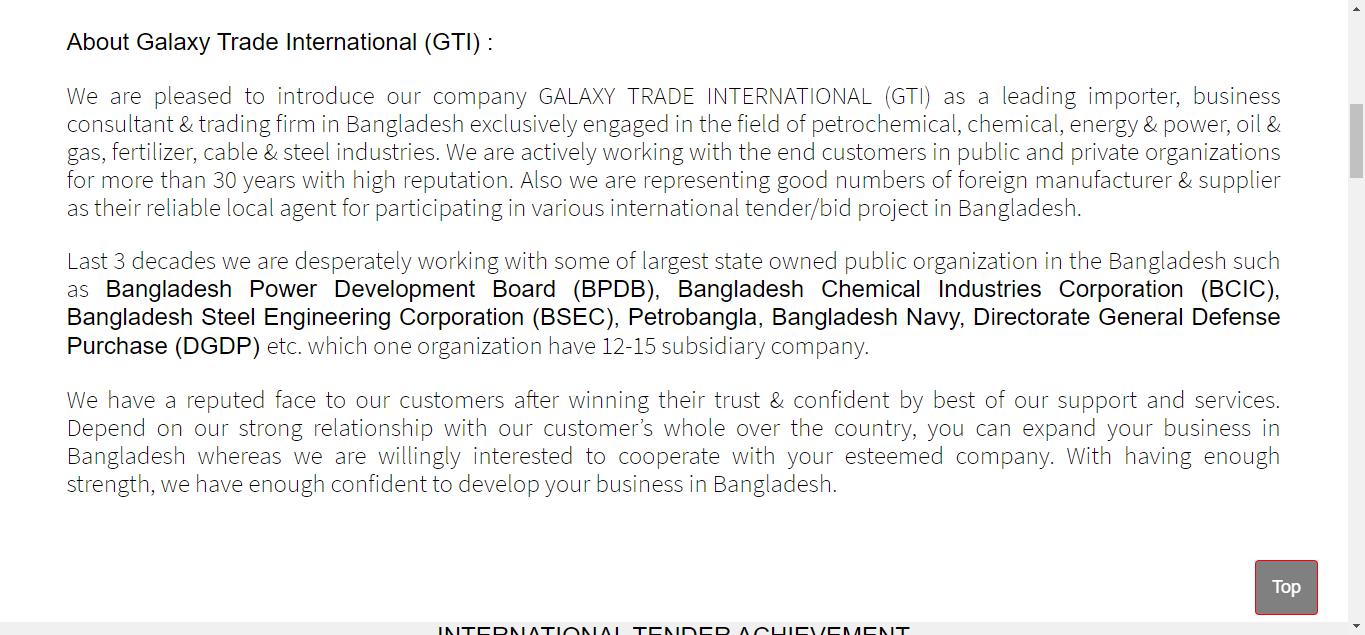 About Galaxy Trade International (GTI) :
We are pleased to introduce our company GALAXY TRADE INTERNATIONAL (GTI) as a leading importer, business
consultant & trading firm in Bangladesh exclusively engaged in the field of petrochemical, chemical, energy & power, oil &
gas, fertilizer, cable & steel industries. We are actively working with the end customers in public and private organizations
for more than 30 years with high reputation. Also we are representing good numbers of foreign manufacturer & supplier
as their reliable local agent for participating in various international tender/bid project in Bangladesh.
Last 3 decades we are desperately working with some of largest state owned public organization in the Bangladesh such
as Bangladesh Power Development Board (BPDB), Bangladesh Chemical Industries Corporation (BCIC),
Bangladesh Steel Engineering Corporation (BSEC), Petrobangla, Bangladesh Navy, Directorate General Defense
Purchase (DGDP) etc. which one organization have 12-15 subsidiary company.
We have a reputed face to our customers after winning their trust & confident by best of our support and services.
Depend on our strong relationship with our customer’s whole over the country, you can expand your business in
Bangladesh whereas we are willingly interested to cooperate with your esteemed company. With having enough
strength, we have enough confident to develop your business in Bangladesh.
Top
INTERNATIONAL TENDER ACHIEVEMENT